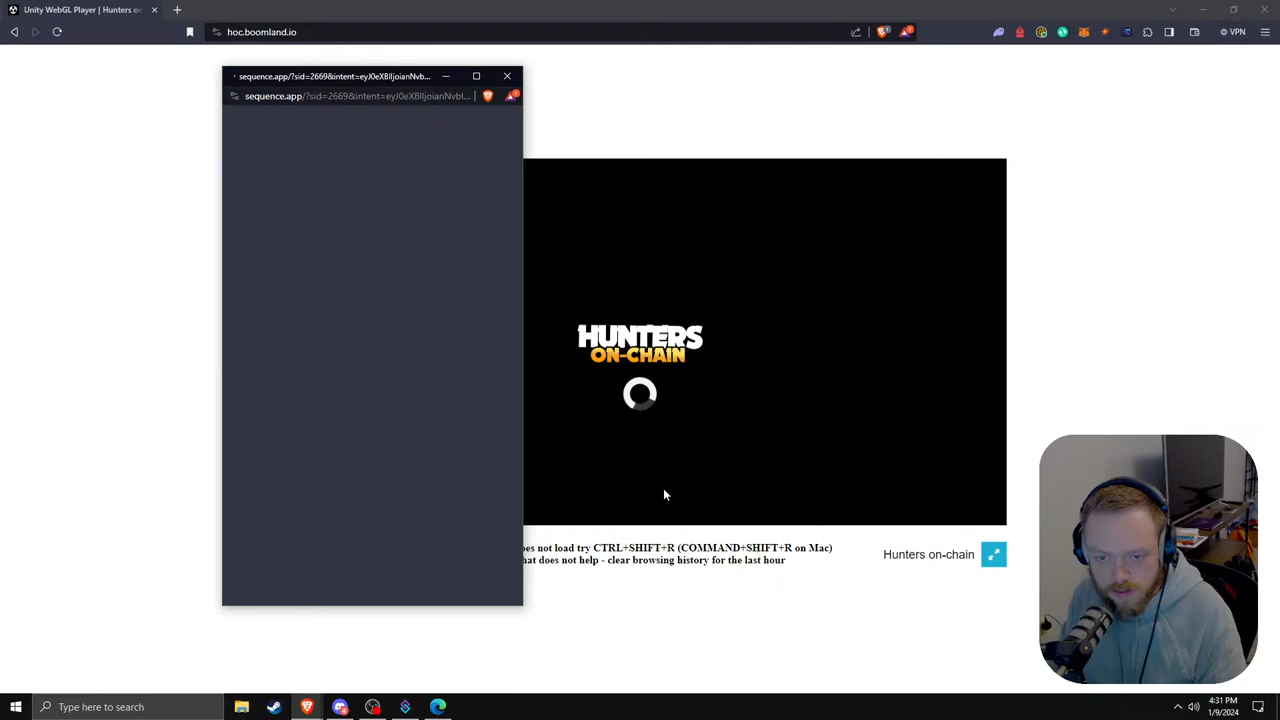 Unity WebGL Player | Hunters on
hoc.boomland.io
VPN
sequence.app/?sid=2669&intent=eyJ0eXBlIjoianNvb...
sequence.app/?sid=2669&intent=eyJ0eXBlIjoianNvbl...
HUNTERS
ON-CHAIN
oes not load try CTRL+SHIFT+R (COMMAND+SHIFT+R on Mac)
hat does not help - clear browsing history for the last hour
Hunters on-chain
Type here to search
4:31 PM
1/9/2024